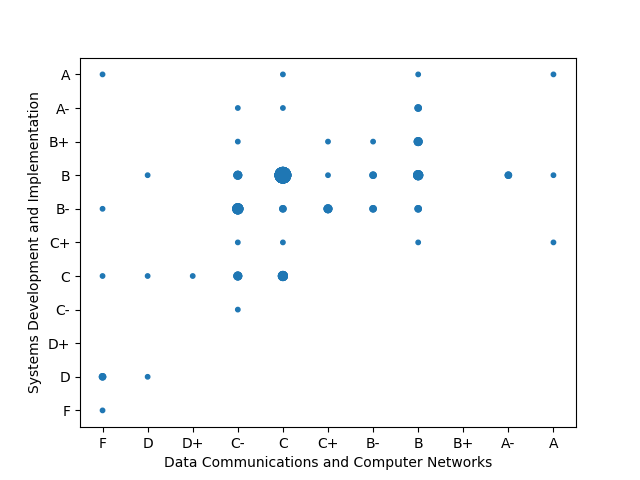 A
A-
B+
B
B-
C+
C
C-
D+
D
F
Systems Development and Implementation
F D D+ C- C C+ B- B B+ A- A
Data Communications and Computer Networks